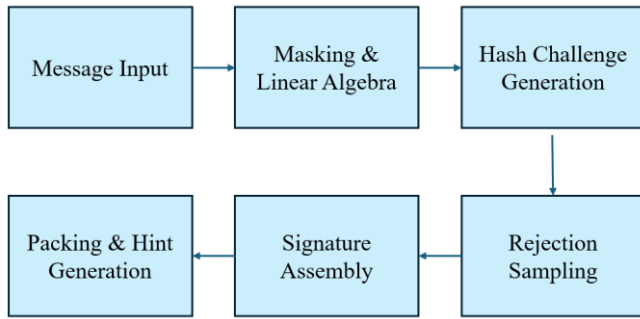 Message Input
Masking &
Linear Algebra
Hash Challenge
Generation
Rejection
Sampling
Signature
Assembly
Packing & Hint
Generation